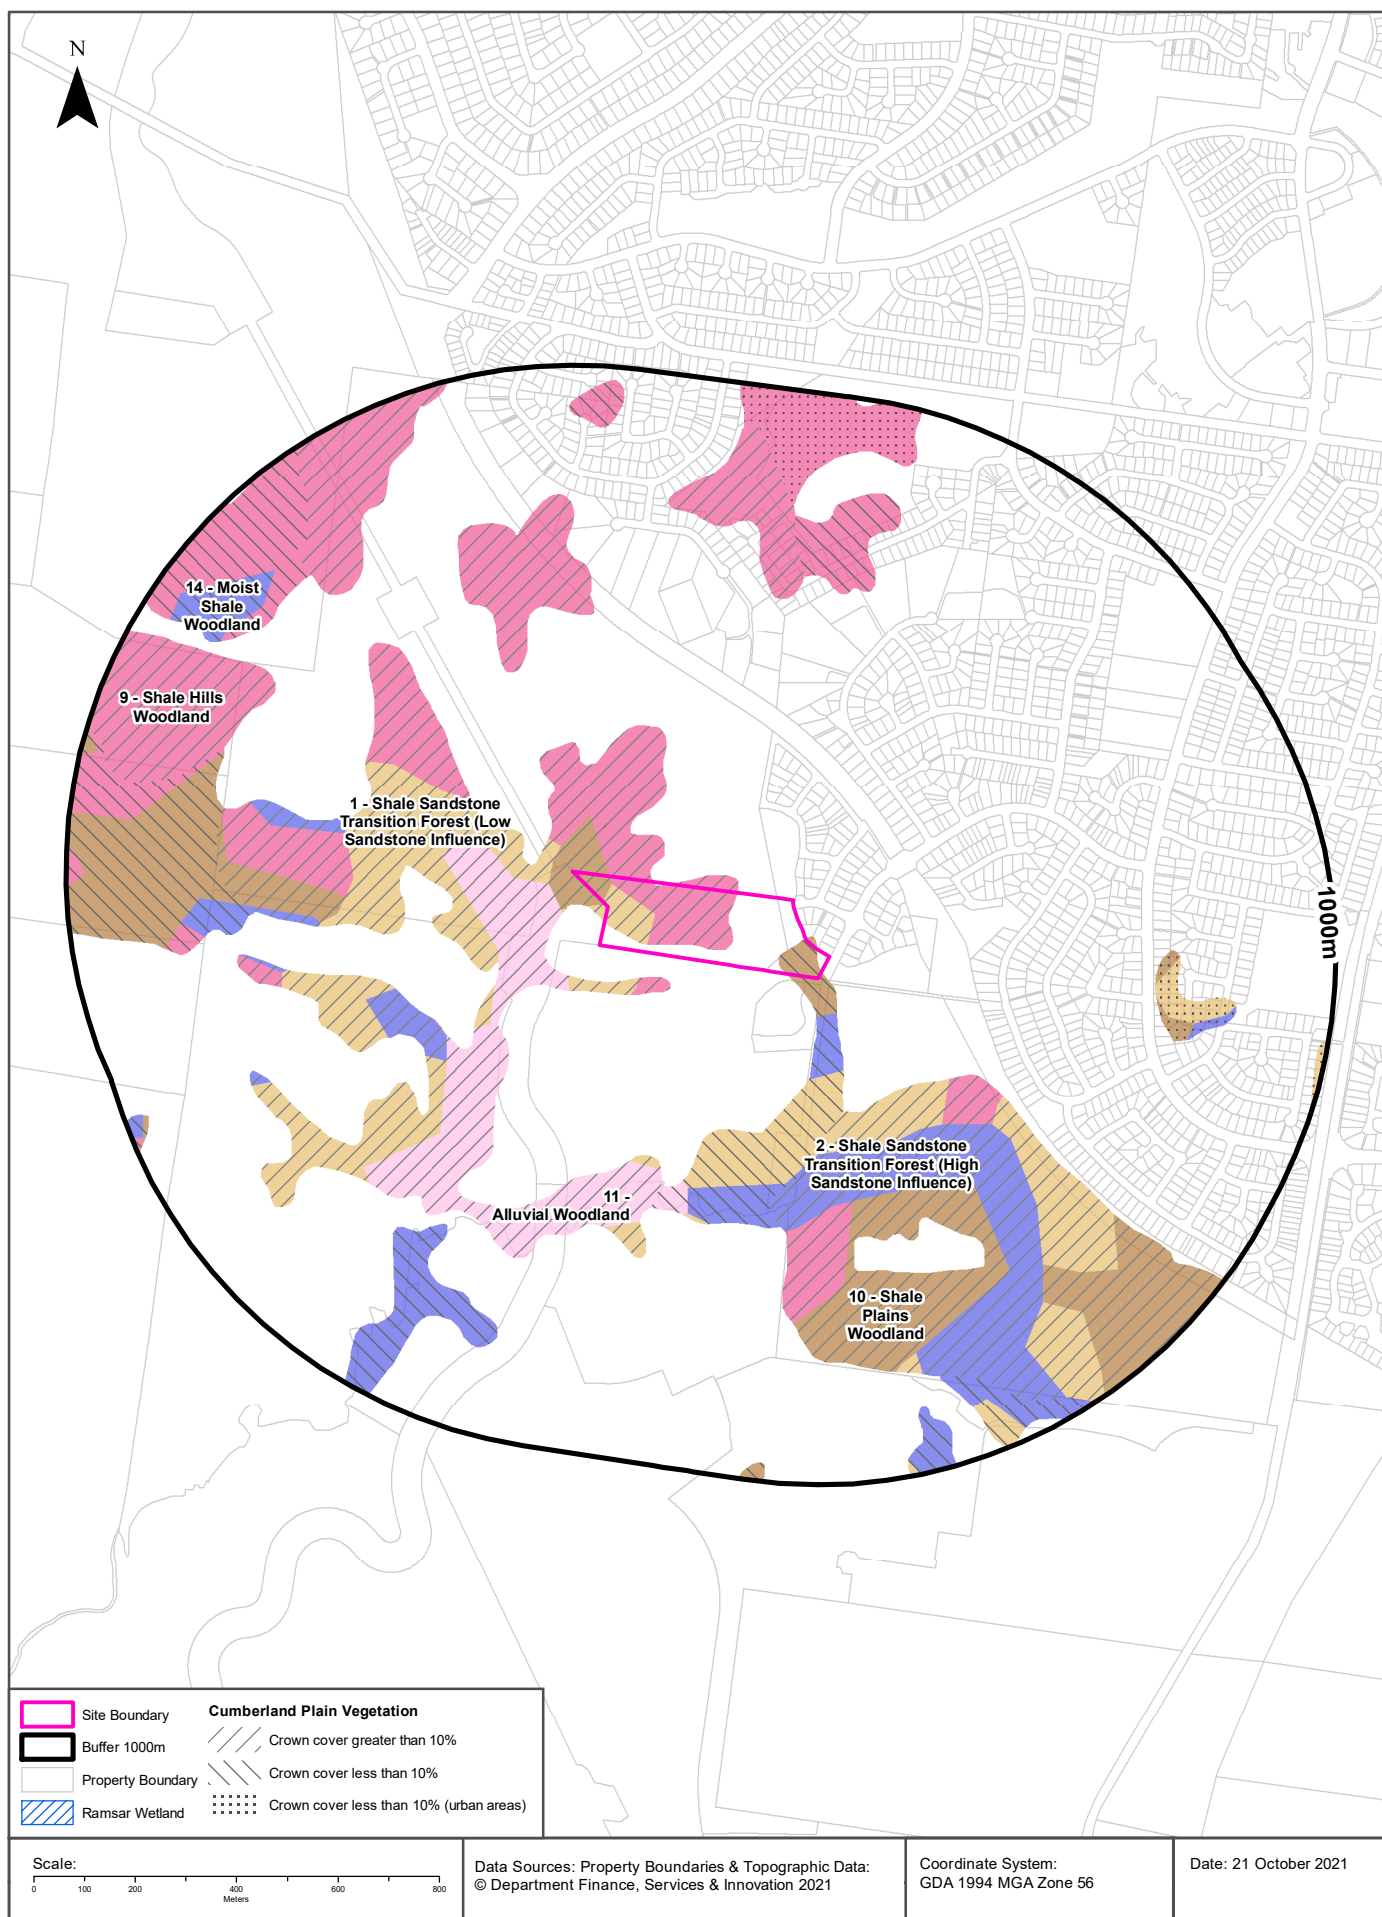 N
14 - Moist
Shale
Woodland
9 - Shale Hills
Woodland
1 - Shale Sandstone
Transition Forest (Low
Sandstone Influence)
1000m
2 - Shale Sandstone
Transition Forest (High
Sandstone Influence)
11 -
Alluvial Woodland
10 - Shale
Plains
Woodland
Site Boundary
Buffer 1000m
Property Boundary
Ramsar Wetland
Cumberland Plain Vegetation
Crown cover greater than 10%
Crown cover less than 10%
Crown cover less than 10% (urban areas)
Scale:
0 100 200 400 600 800
Meters
Data Sources: Property Boundaries & Topographic Data:
© Department Finance, Services & Innovation 2021
Coordinate System:
GDA 1994 MGA Zone 56
Date: 21 October 2021